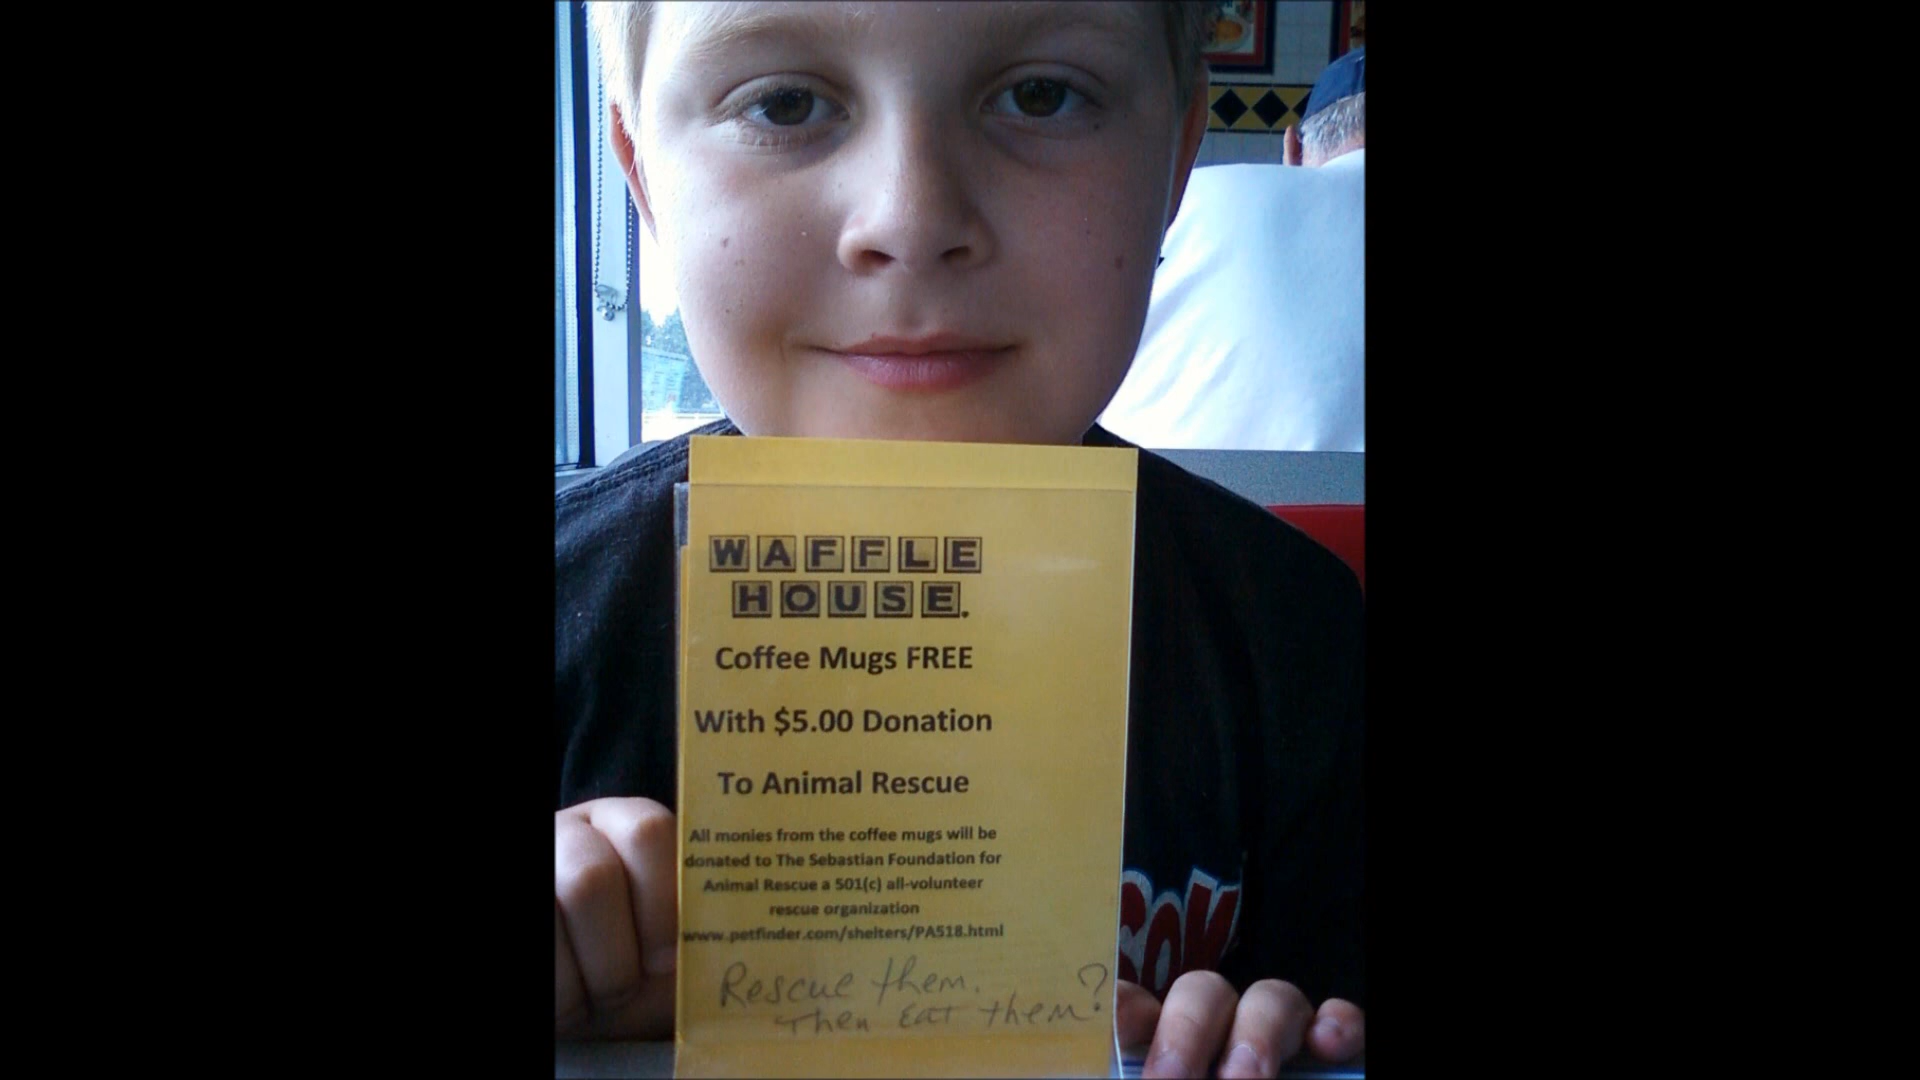 WAFFLE
HOUSE
Coffee Mugs FREE
With $5.00 Donation
To Animal Rescue
All monies from the coffee mugs will be
donated to The Sebastian Foundation for
Animal Rescue a 501(c) all-volunteer
rescue organization
www.petfinder.com/shelters/PA518.html
Rescue them.
Then Eat them?